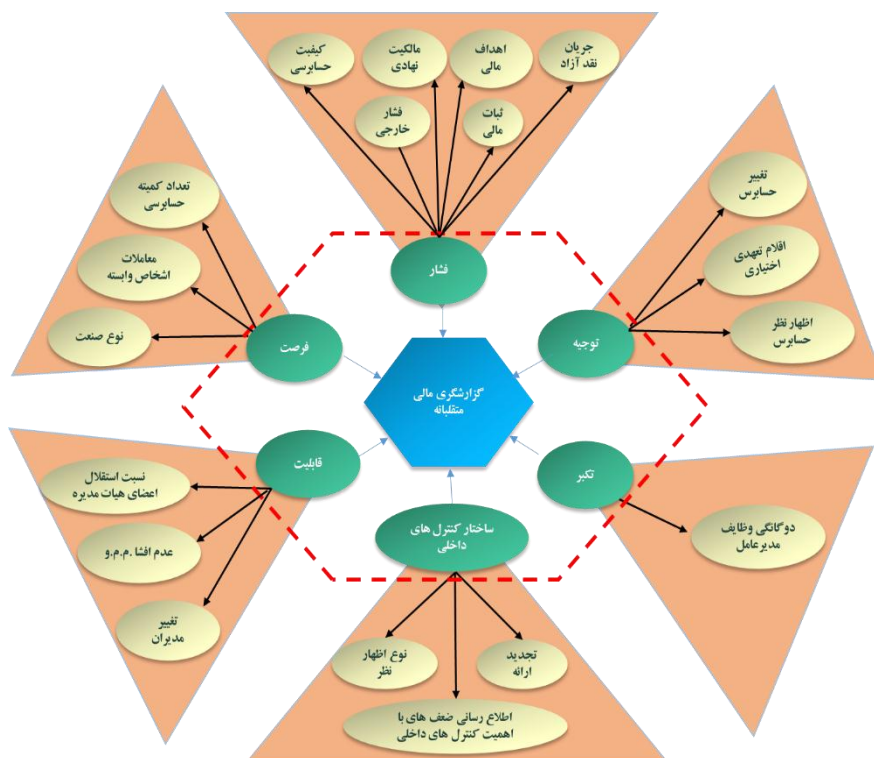 جریان
نقد آزاد
اهداف
مالی
مالکیت
نهادی
کیفیت
حسابرسی
ثبات
مالی
فشار
خارجی
فشار
تغییر
حسابرس
اقلام تعهدی
اختیاری
اظهار نظر
حسابرس
توجیه
تعداد کمیته
حسابرسی
معاملات
اشخاص وابسته
نوع صنعت
فرصت
گزارشگری مالی
متقلبانه
تکبر
دوگانگی وظایف
مدیرعامل
قابلیت
نسبت استقلال
اعضای هیات مدیره
عدم افشا .م.م.و
تغییر
مدیران
ساختار کنترل های
داخلی
تجدید
ارائه
نوع اظهار
نظر
اطلاع رسانی ضعف های با
اهمیت کنترل های داخلی